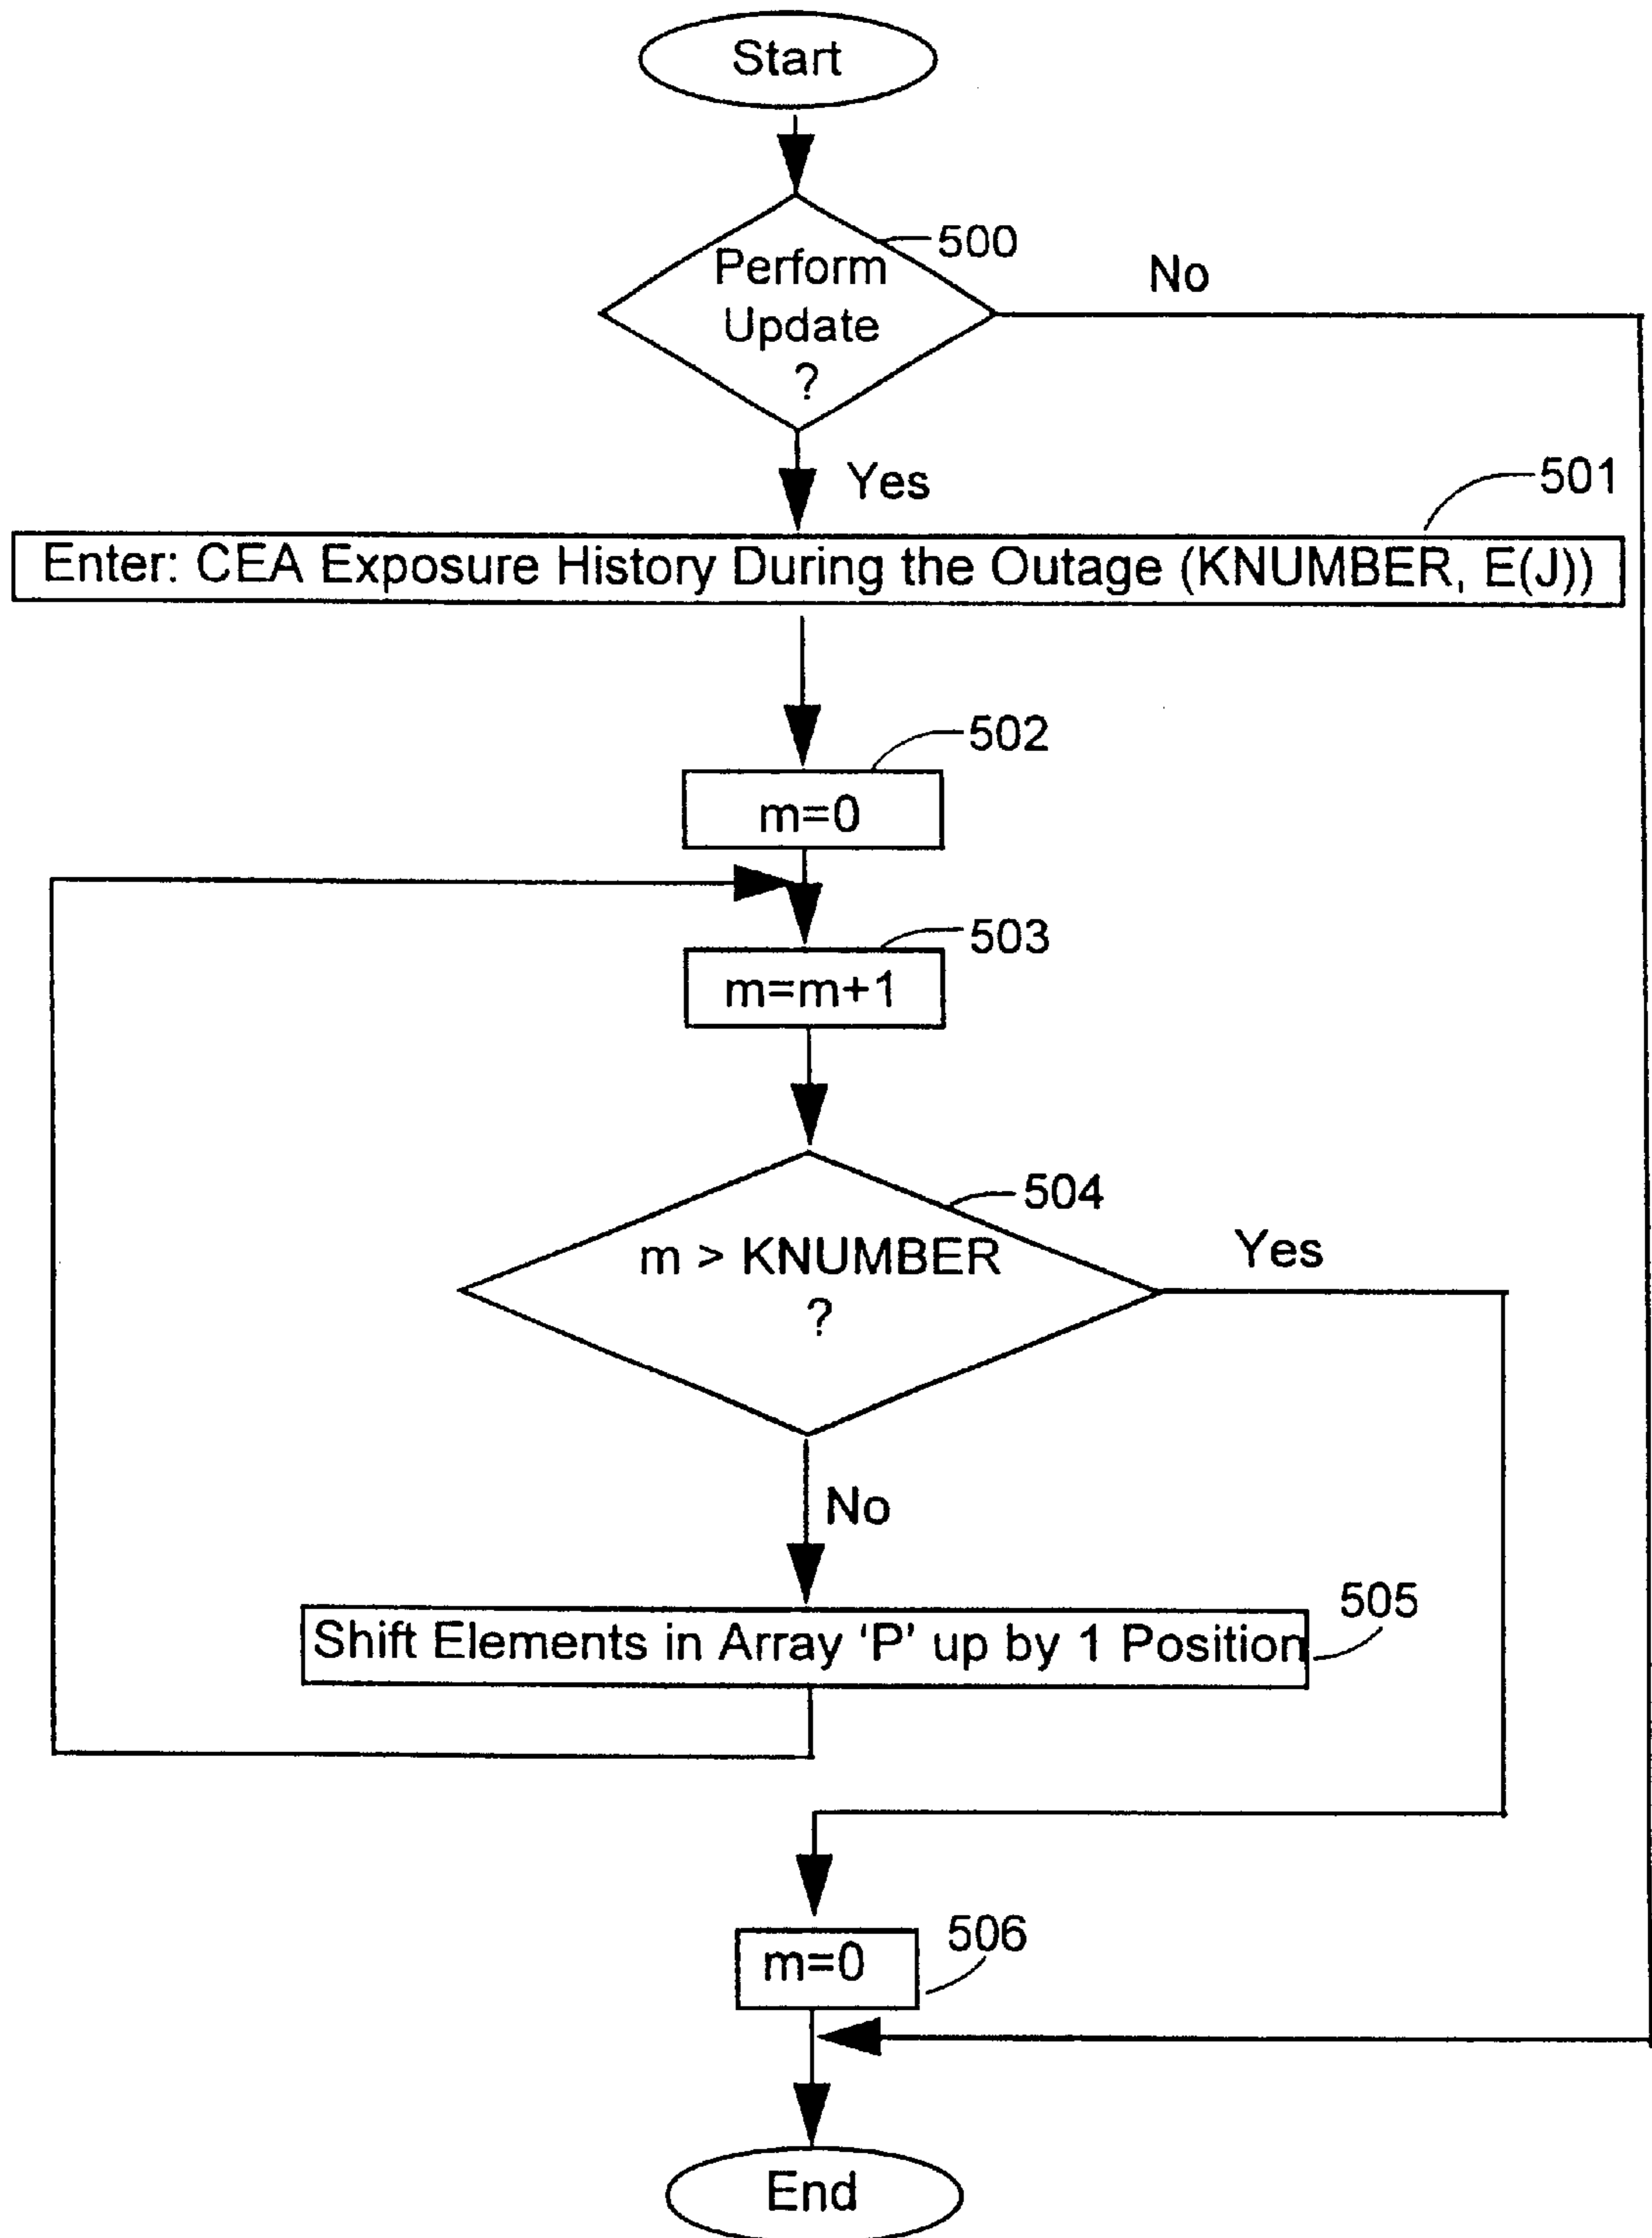 Start
500
Perform
Update
?
No
Yes
501
Enter: CEA Exposure History During the Outage (KNUMBER, E(J))
502
m=0
503
m=m+1
504
m > KNUMBER
?
Yes
No
505
Shift Elements in Array ‘P’ up by 1 Position
506
m=0
End